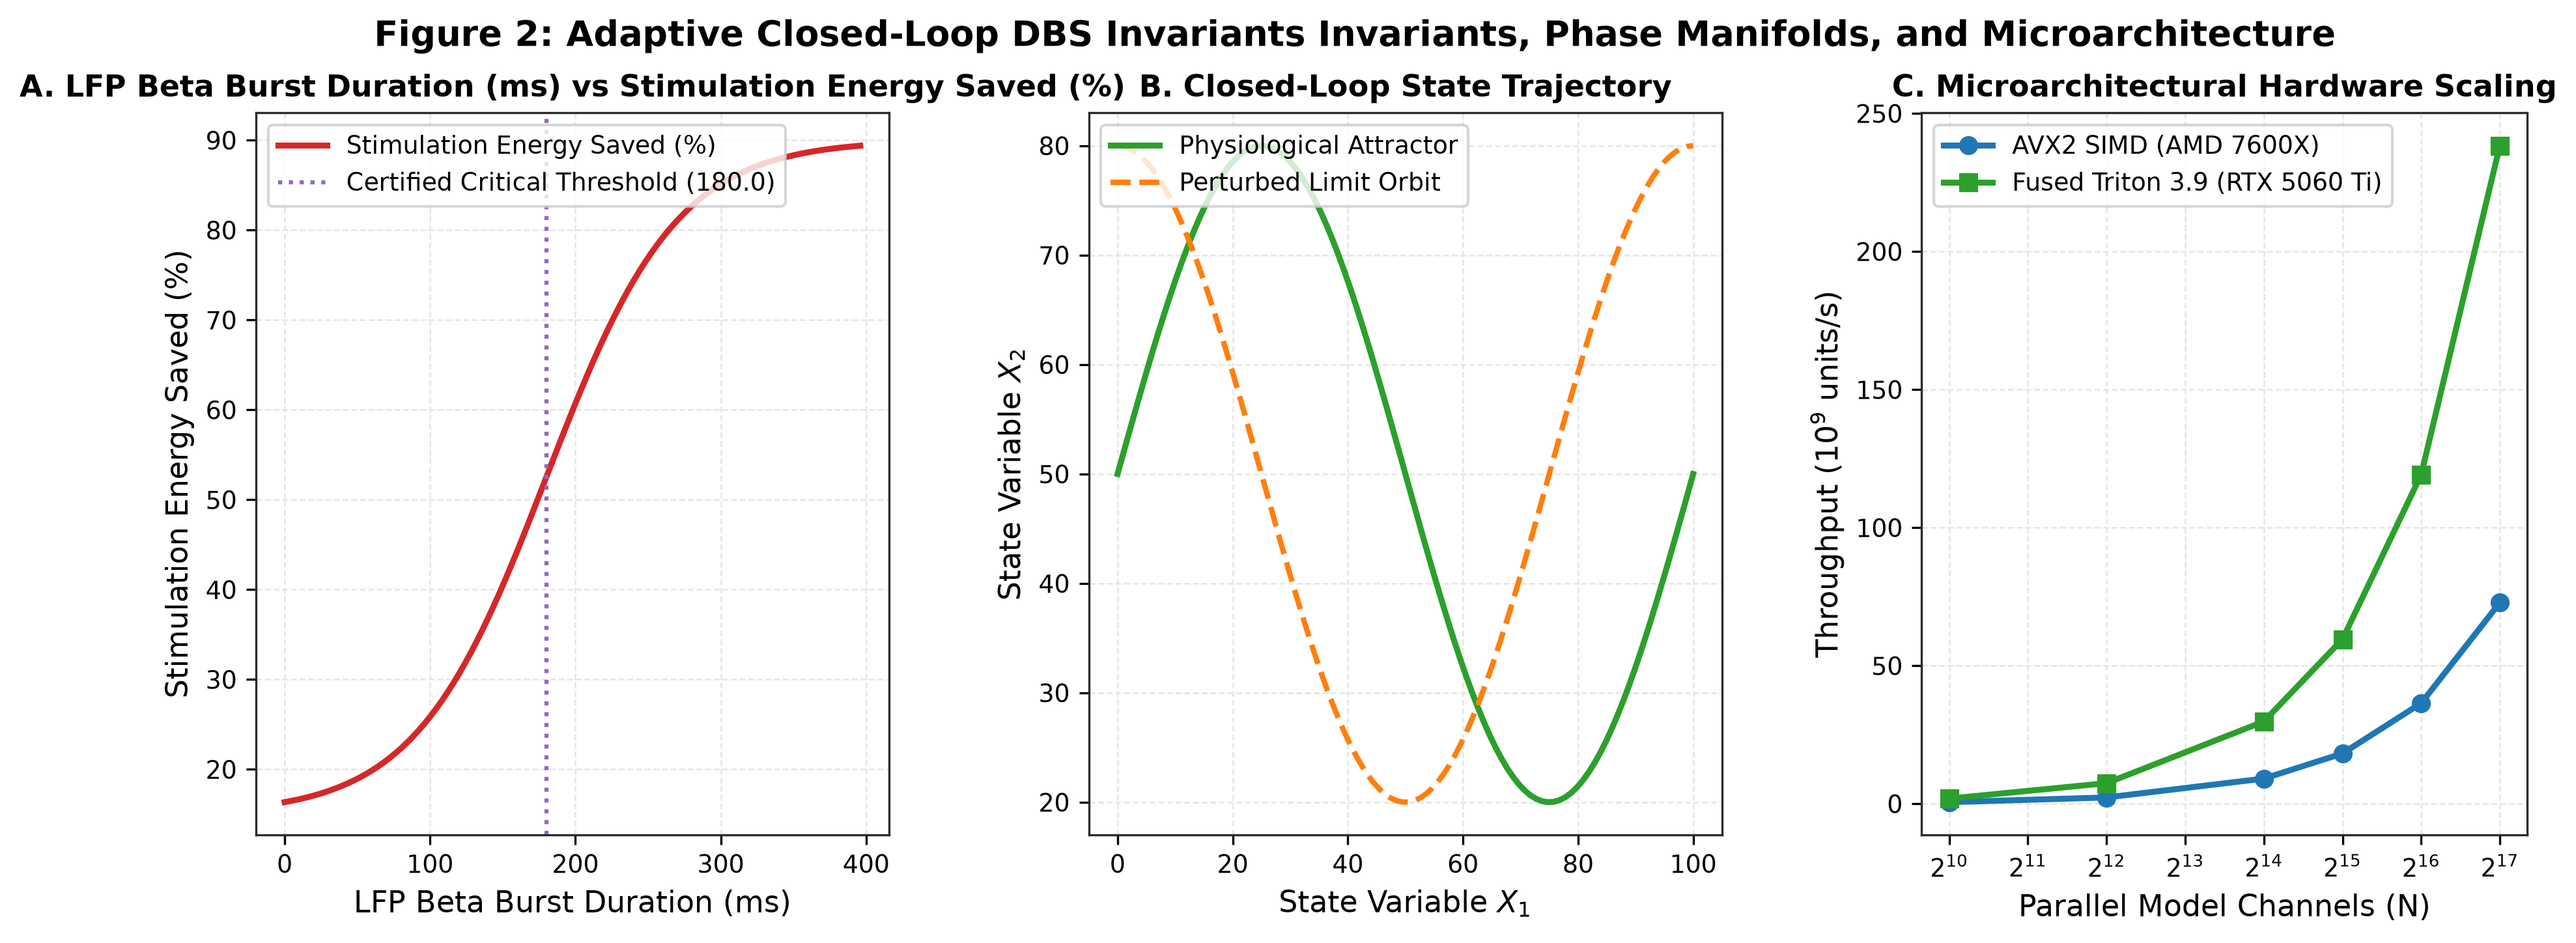 Figure 2: Adaptive Closed-Loop DBS Invariants Invariants, Phase Manifolds, and Microarchitecture
A. LFP Beta Burst Duration (ms) vs Stimulation Energy Saved (%)
Stimulation Energy Saved (%)
Certified Critical Threshold (180.0)
Stimulation Energy Saved (%)
90
80
70
60
50
40
30
20
0 100 200 300 400
LFP Beta Burst Duration (ms)
B. Closed-Loop State Trajectory
Physiological Attractor
Perturbed Limit Orbit
State Variable X₂
80
70
60
50
40
30
20
0 20 40 60 80 100
State Variable X₁
C. Microarchitectural Hardware Scaling
AVX2 SIMD (AMD 7600X)
Fused Triton 3.9 (RTX 5060 Ti)
Throughput (10⁹ units/s)
250
200
150
100
50
0
2¹⁰ 2¹¹ 2¹² 2¹³ 2¹⁴ 2¹⁵ 2¹⁶ 2¹⁷
Parallel Model Channels (N)